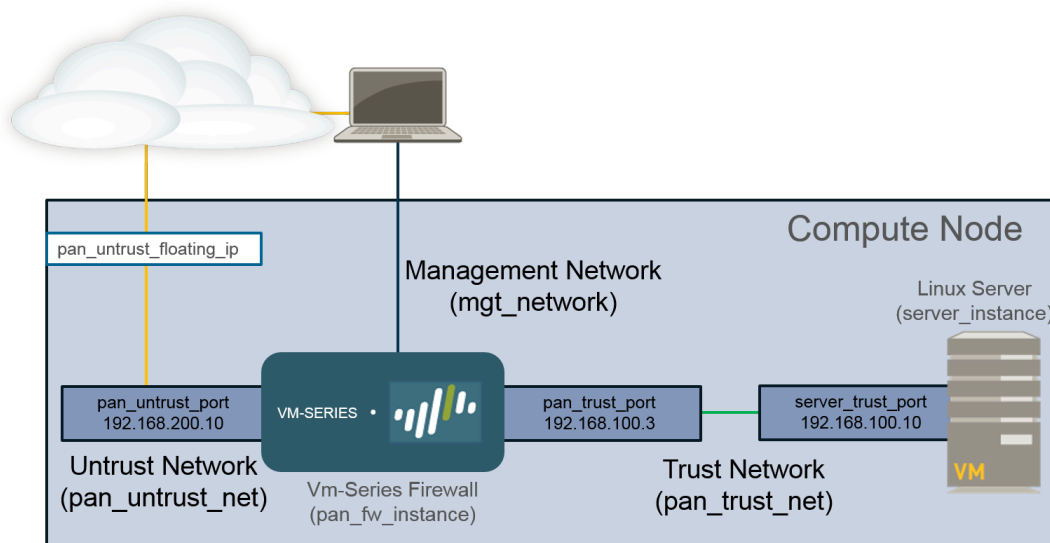 Compute Node
pan_untrust_floating_ip
Management Network
(mgt_network)
Linux Server
(server_instance)
pan_untrust_port
192.168.200.10
VM-SERIES •
pan_trust_port
192.168.100.3
server_trust_port
192.168.100.10
VM
Untrust Network
(pan_untrust_net)
Vm-Series Firewall
(pan_fw_instance)
Trust Network
(pan_trust_net)